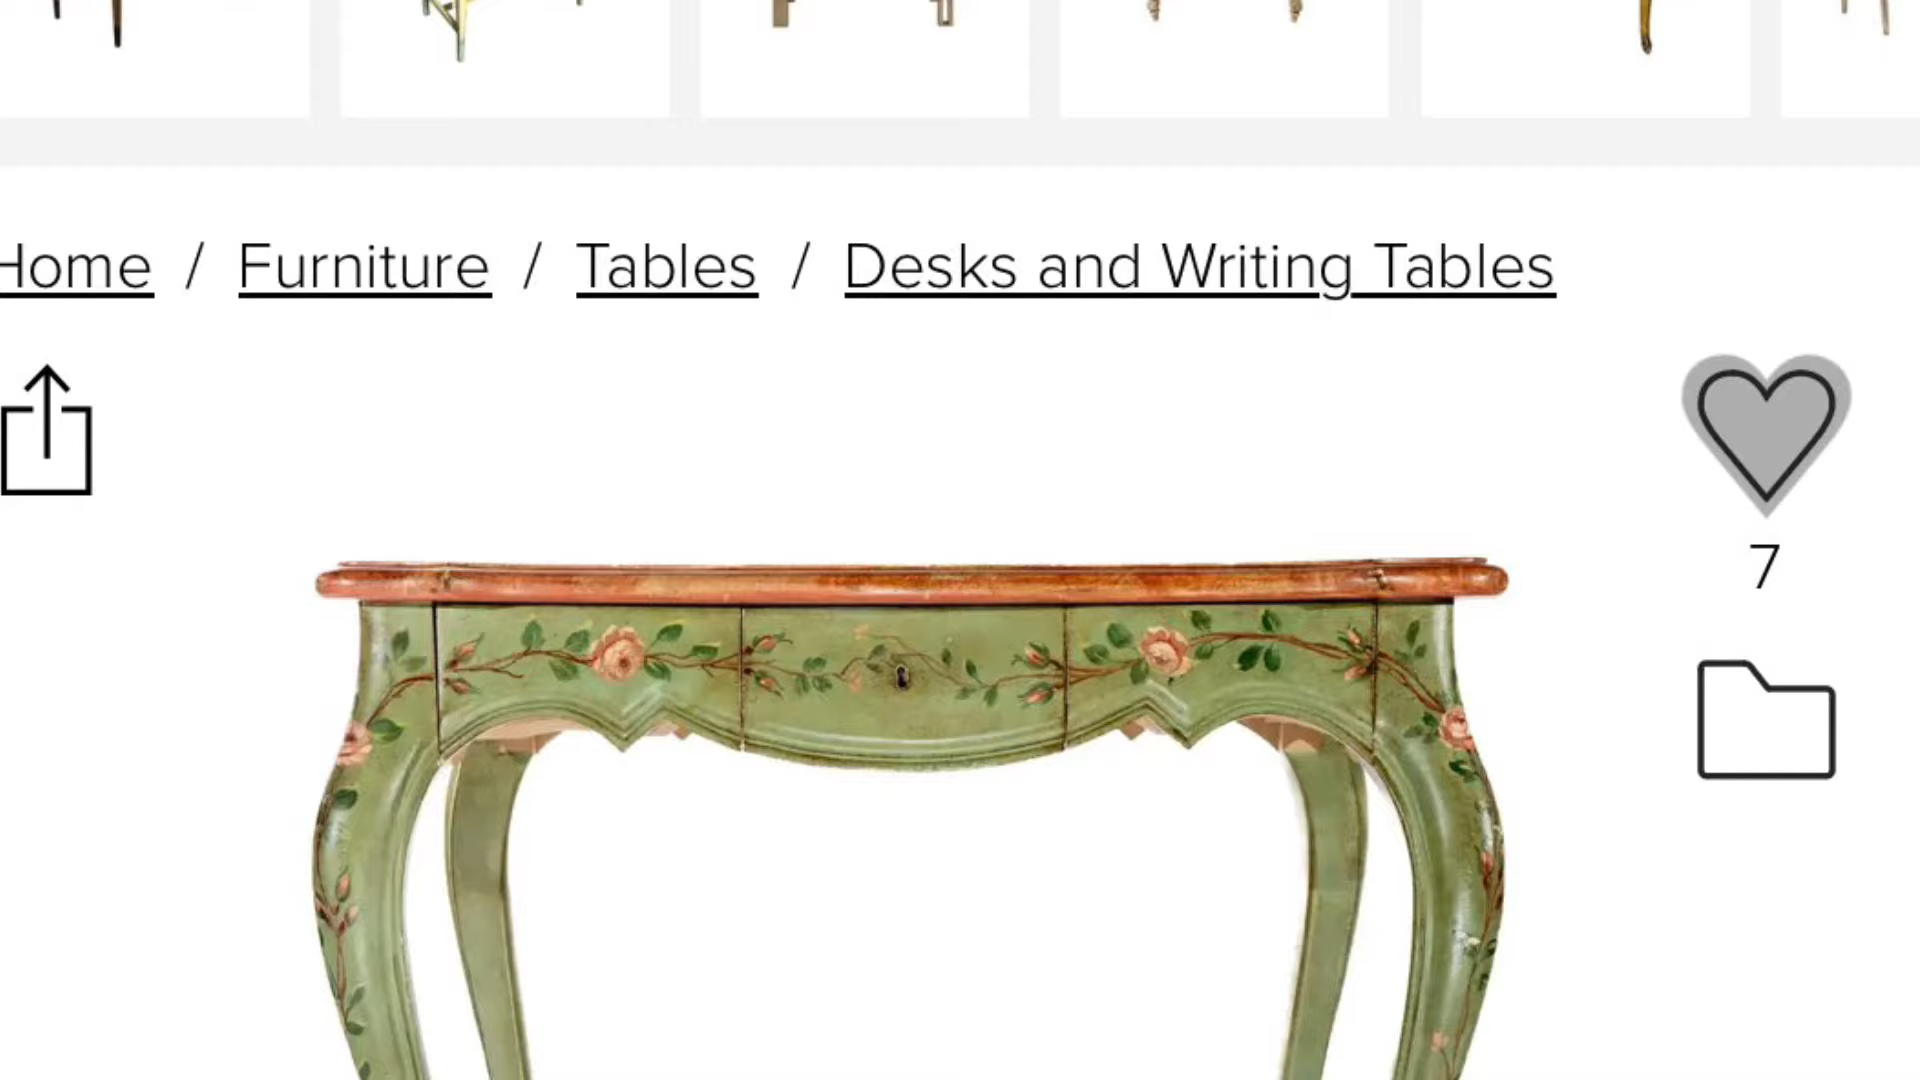 Home / Furniture / Tables / Desks and Writing Tables
7